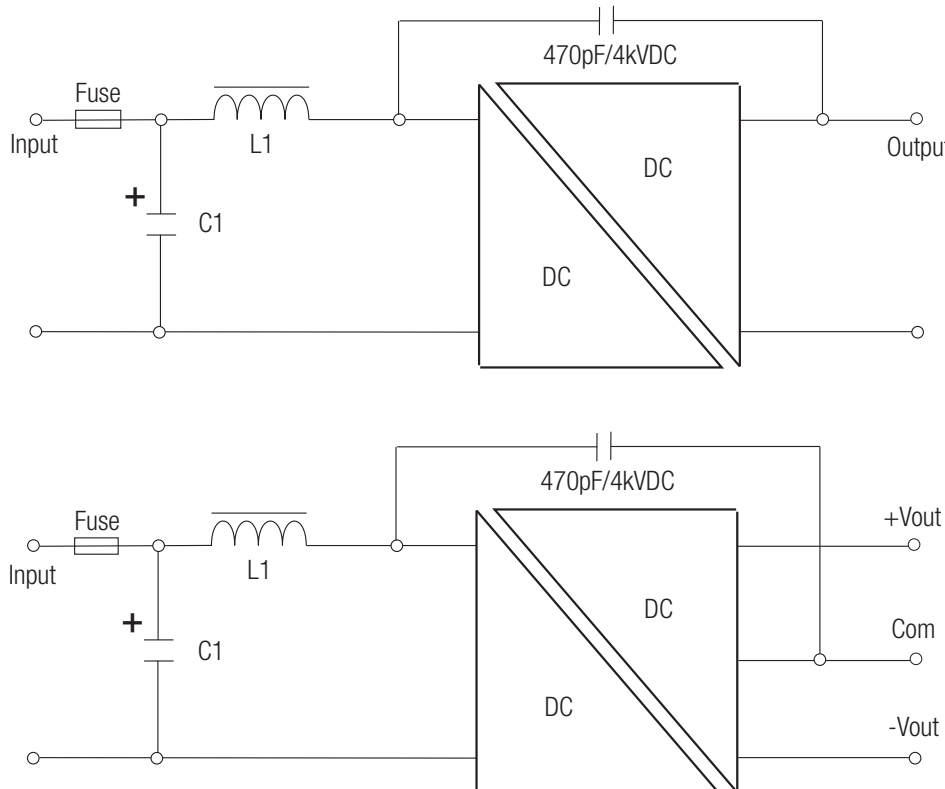 470pF/4kVDC
Fuse
Input
L1
DC
Output
+
C1
DC
470pF/4kVDC
+Vout
Fuse
Input
L1
DC
Com
+
C1
DC
-Vout